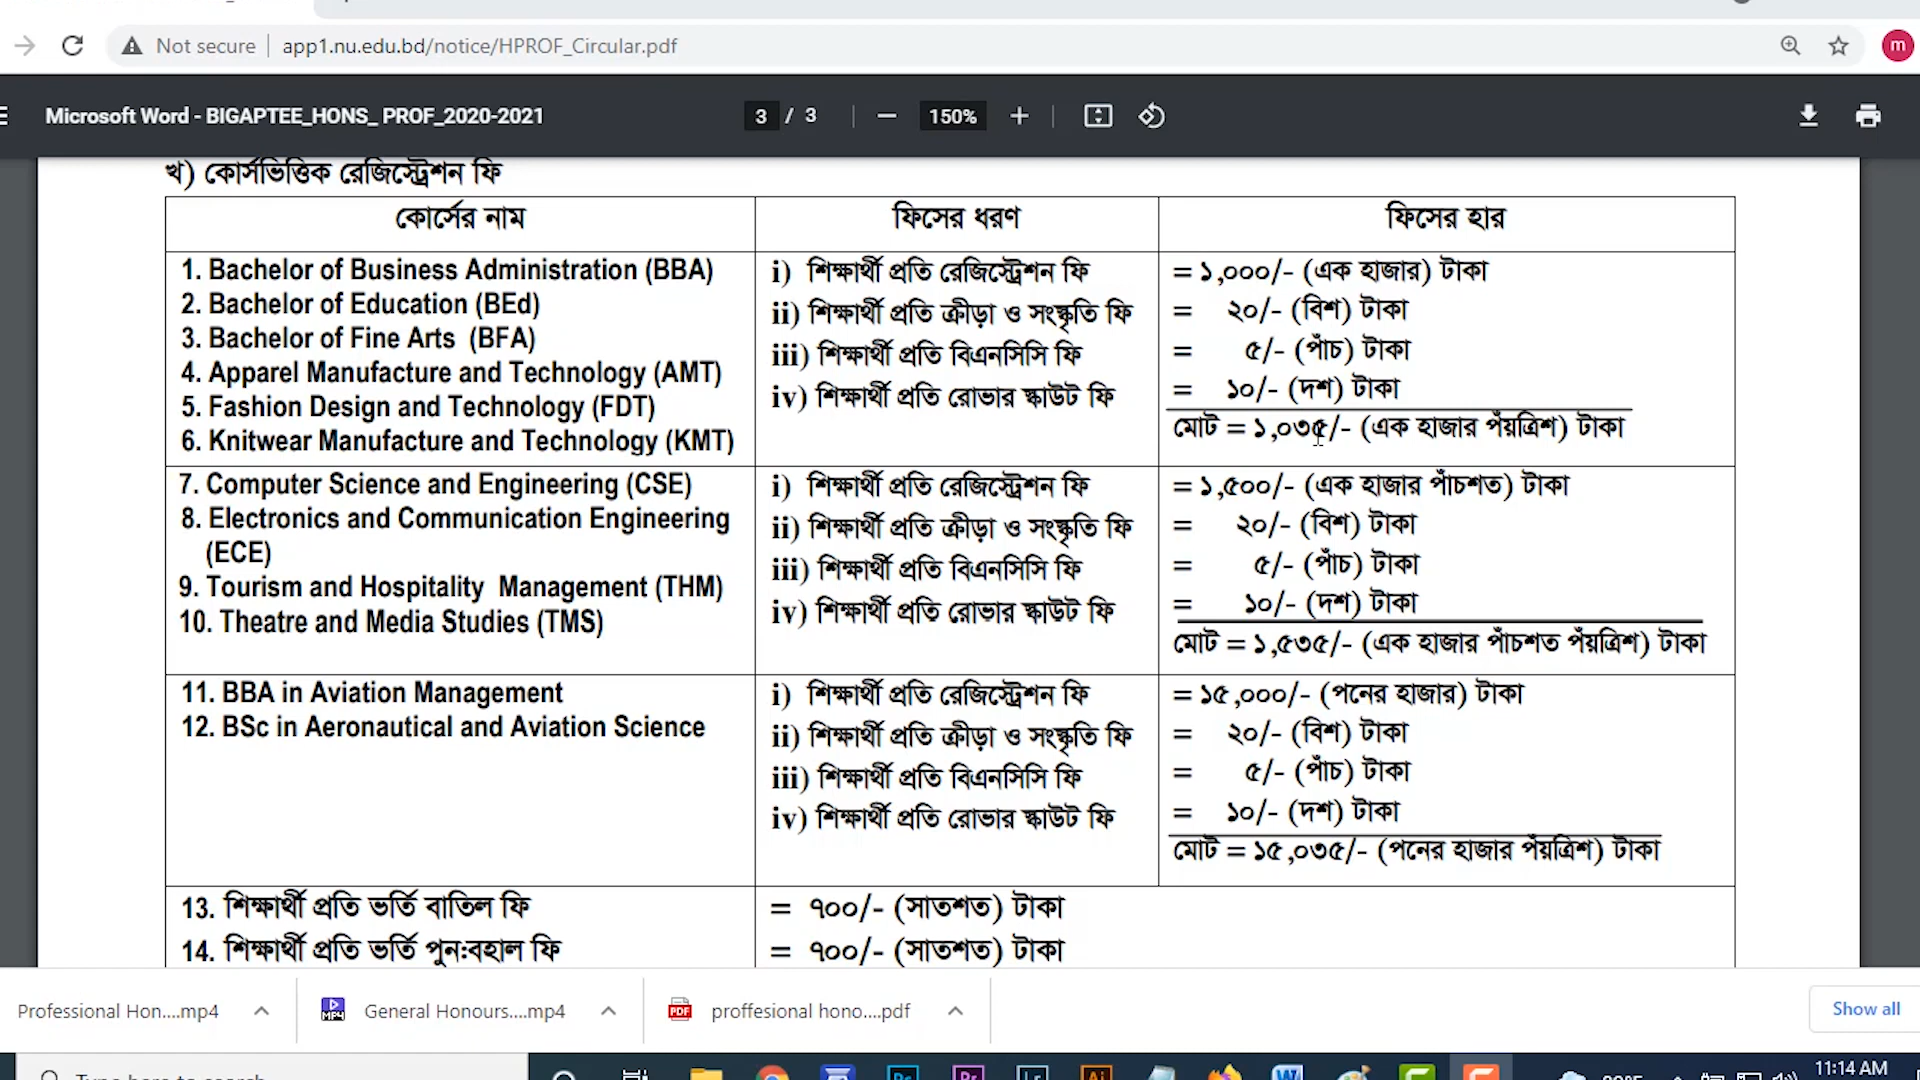 Not secure app1.nu.edu.bd/notice/HPROF_Circular.pdf m
Microsoft Word - BIGAPTEE_HONS_ PROF_2020-2021 3 / 3 150%
খ) কোর্সভিত্তিক রেজিস্ট্রেশন ফি
কোর্সের নাম ফিসের ধরণ ফিসের হার
1. Bachelor of Business Administration (BBA)
2. Bachelor of Education (BEd)
3. Bachelor of Fine Arts (BFA)
4. Apparel Manufacture and Technology (AMT)
5. Fashion Design and Technology (FDT)
6. Knitwear Manufacture and Technology (KMT)
i) শিক্ষার্থী প্রতি রেজিস্ট্রেশন ফি
ii) শিক্ষার্থী প্রতি ক্রীড়া ও সংস্কৃতি ফি
iii) শিক্ষার্থী প্রতি বিএনসিসি ফি
iv) শিক্ষার্থী প্রতি রোভার স্কাউট ফি
= ১,০০০/- (এক হাজার) টাকা
= ২০/- (বিশ) টাকা
= ৫/- (পাঁচ) টাকা
= ১০/- (দশ) টাকা
মোট = ১,০৩৫/- (এক হাজার পঁয়ত্রিশ) টাকা
7. Computer Science and Engineering (CSE)
8. Electronics and Communication Engineering
(ECE)
9. Tourism and Hospitality Management (THM)
10. Theatre and Media Studies (TMS)
i) শিক্ষার্থী প্রতি রেজিস্ট্রেশন ফি
ii) শিক্ষার্থী প্রতি ক্রীড়া ও সংস্কৃতি ফি
iii) শিক্ষার্থী প্রতি বিএনসিসি ফি
iv) শিক্ষার্থী প্রতি রোভার স্কাউট ফি
= ১,৫০০/- (এক হাজার পাঁচশত) টাকা
= ২০/- (বিশ) টাকা
= ৫/- (পাঁচ) টাকা
= ১০/- (দশ) টাকা
মোট = ১,৫৩৫/- (এক হাজার পাঁচশত পঁয়ত্রিশ) টাকা
11. BBA in Aviation Management
12. BSc in Aeronautical and Aviation Science
i) শিক্ষার্থী প্রতি রেজিস্ট্রেশন ফি
ii) শিক্ষার্থী প্রতি ক্রীড়া ও সংস্কৃতি ফি
iii) শিক্ষার্থী প্রতি বিএনসিসি ফি
iv) শিক্ষার্থী প্রতি রোভার স্কাউট ফি
= ১৫,০০০/- (পনের হাজার) টাকা
= ২০/- (বিশ) টাকা
= ৫/- (পাঁচ) টাকা
= ১০/- (দশ) টাকা
মোট = ১৫,০৩৫/- (পনের হাজার পঁয়ত্রিশ) টাকা
13. শিক্ষার্থী প্রতি ভর্তি বাতিল ফি = ৭০০/- (সাতশত) টাকা
14. শিক্ষার্থী প্রতি ভর্তি পুন:বহাল ফি = ৭০০/- (সাতশত) টাকা
Professional Hon....mp4 General Honours....mp4 proffesional hono....pdf Show all
Type here to search 11:14 AM